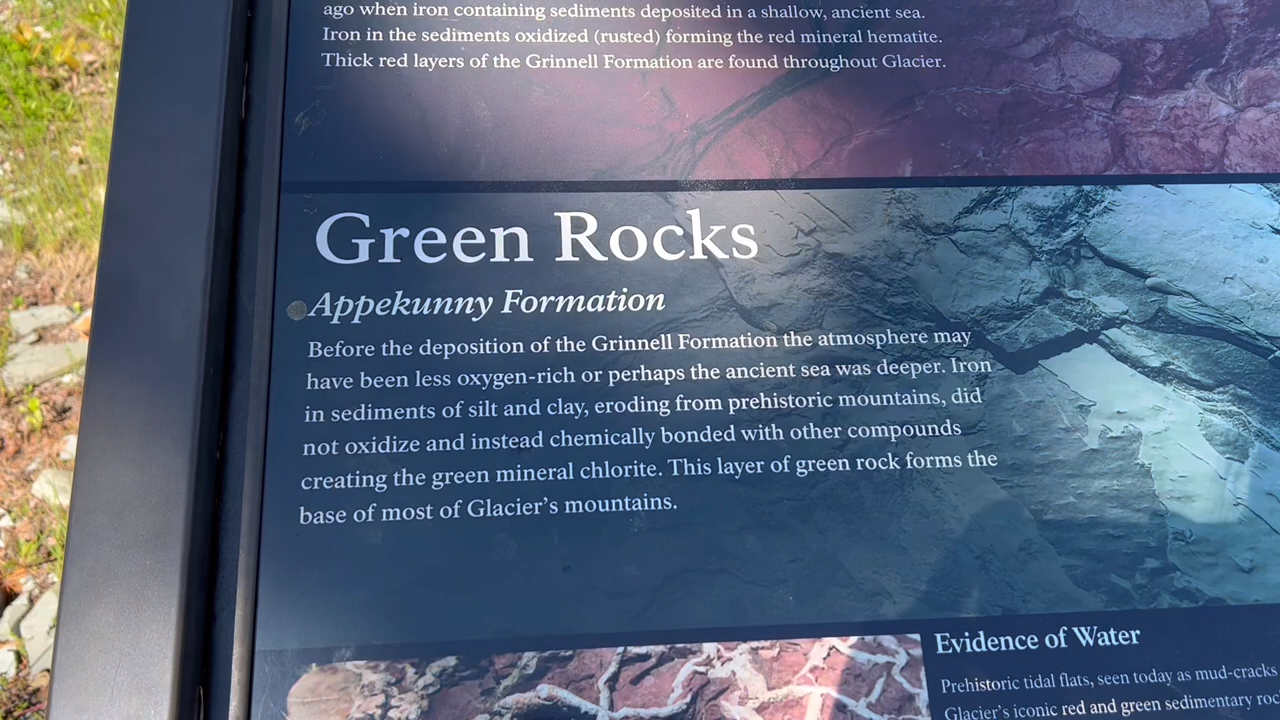 ago when iron containing sediments deposited in a shallow, ancient sea.
Iron in the sediments oxidized (rusted) forming the red mineral hematite.
Thick red layers of the Grinnell Formation are found throughout Glacier.
Green Rocks
Appekunny Formation
Before the deposition of the Grinnell Formation the atmosphere may
have been less oxygen-rich or perhaps the ancient sea was deeper. Iron
in sediments of silt and clay, eroding from prehistoric mountains, did
not oxidize and instead chemically bonded with other compounds
creating the green mineral chlorite. This layer of green rock forms the
base of most of Glacier's mountains.
Evidence of Water
Prehistoric tidal flats, seen today as mud-cracks
Glacier's iconic red and green sedimentary